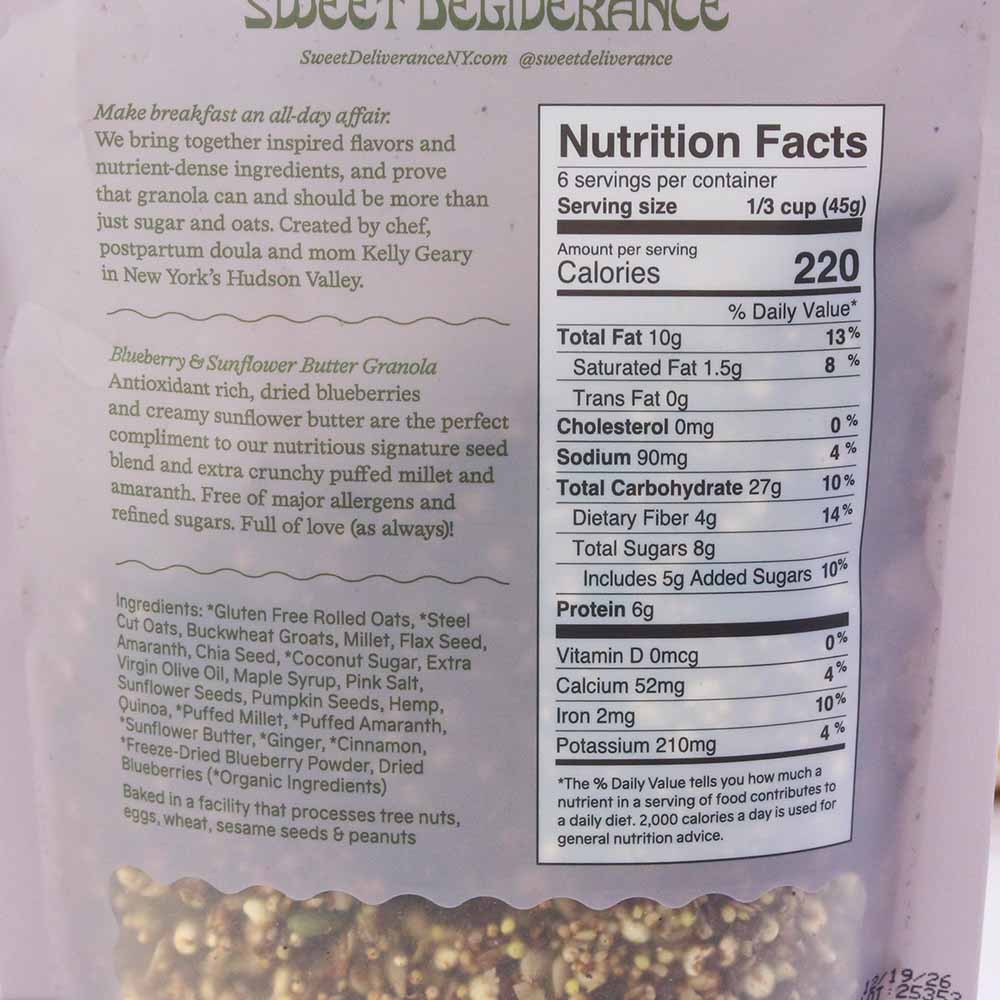 SWEET DELIVERANCE
SweetDeliveranceNY.com @sweetdeliverance
Make breakfast an all-day affair.
We bring together inspired flavors and
nutrient-dense ingredients, and prove
that granola can and should be more than
just sugar and oats. Created by chef,
postpartum doula and mom Kelly Geary
in New York's Hudson Valley.
Blueberry & Sunflower Butter Granola
Antioxidant rich, dried blueberries
and creamy sunflower butter are the perfect
compliment to our nutritious signature seed
blend and extra crunchy puffed millet and
amaranth. Free of major allergens and
refined sugars. Full of love (as always)!
Ingredients: *Gluten Free Rolled Oats, *Steel
Cut Oats, Buckwheat Groats, Millet, Flax Seed,
Amaranth, Chia Seed, *Coconut Sugar, Extra
Virgin Olive Oil, Maple Syrup, Pink Salt,
Sunflower Seeds, Pumpkin Seeds, Hemp,
Quinoa, *Puffed Millet, *Puffed Amaranth,
*Sunflower Butter, *Ginger, *Cinnamon,
*Freeze-Dried Blueberry Powder, Dried
Blueberries (*Organic Ingredients)
Baked in a facility that processes tree nuts,
eggs, wheat, sesame seeds & peanuts
Nutrition Facts
6 servings per container
Serving size 1/3 cup (45g)
Amount per serving
Calories 220
% Daily Value*
Total Fat 10g 13%
Saturated Fat 1.5g 8 %
Trans Fat 0g
Cholesterol 0mg 0 %
Sodium 90mg 4 %
Total Carbohydrate 27g 10%
Dietary Fiber 4g 14%
Total Sugars 8g
Includes 5g Added Sugars 10%
Protein 6g
Vitamin D 0mcg 0%
Calcium 52mg 4%
Iron 2mg 10%
Potassium 210mg 4 %
*The % Daily Value tells you how much a
nutrient in a serving of food contributes to
a daily diet. 2,000 calories a day is used for
general nutrition advice.